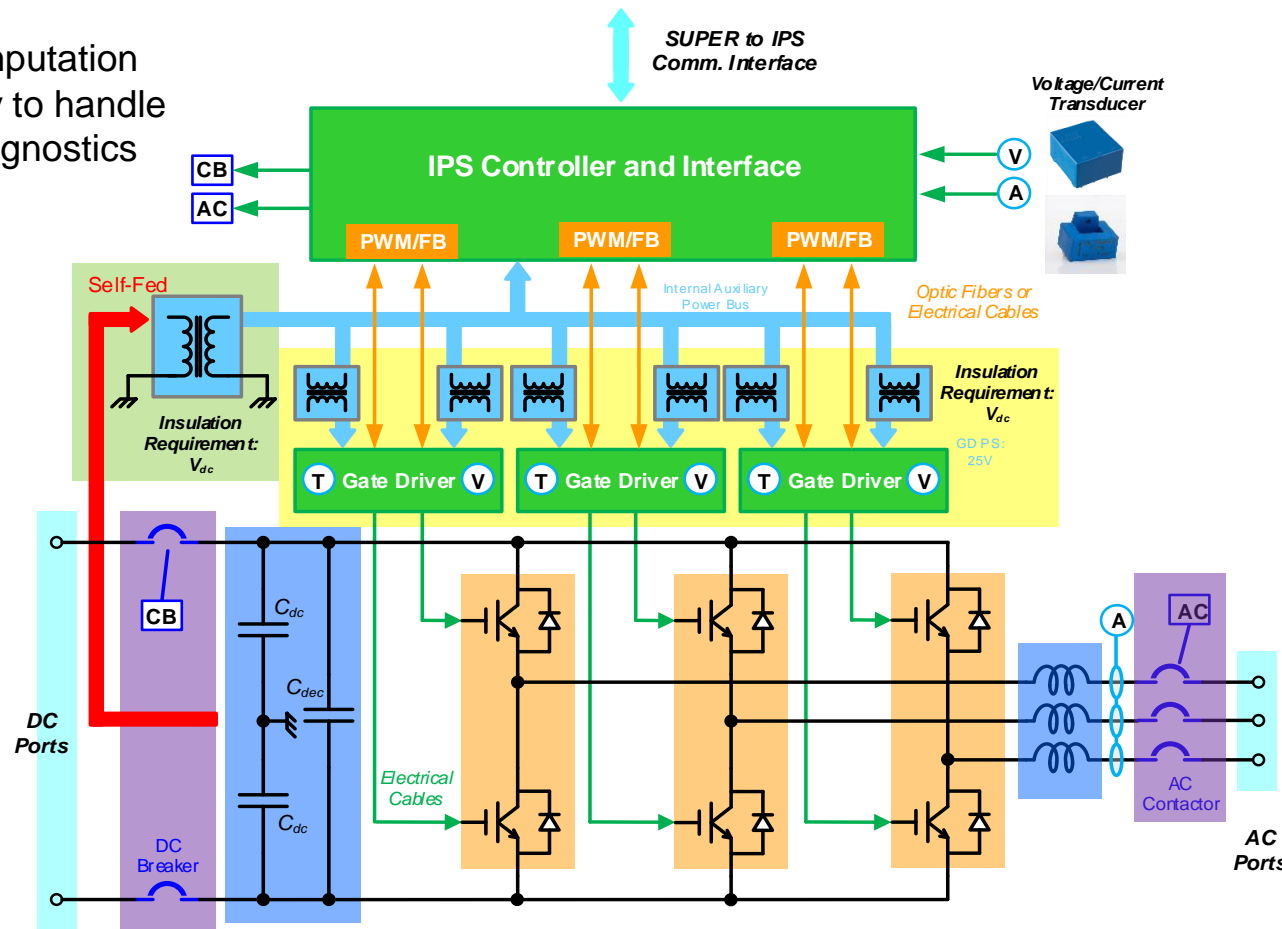 nputation
y to handle
gnostics
SUPER to IPS
Comm. Interface
Voltage/Current
Transducer
IPS Controller and Interface
CB
AC
V
A
PWM/FB
PWM/FB
PWM/FB
Self-Fed
Internal Auxiliary
Power Bus
Optic Fibers or
Electrical Cables
Insulation
Requirement:
Vdc
Insulation
Requirement:
Vdc
GD PS:
25V
T Gate Driver V
T Gate Driver V
T Gate Driver V
CB
Cdc
Cdec
Cdc
DC
Ports
DC
Breaker
Electrical
Cables
A
AC
AC
Contactor
AC
Ports